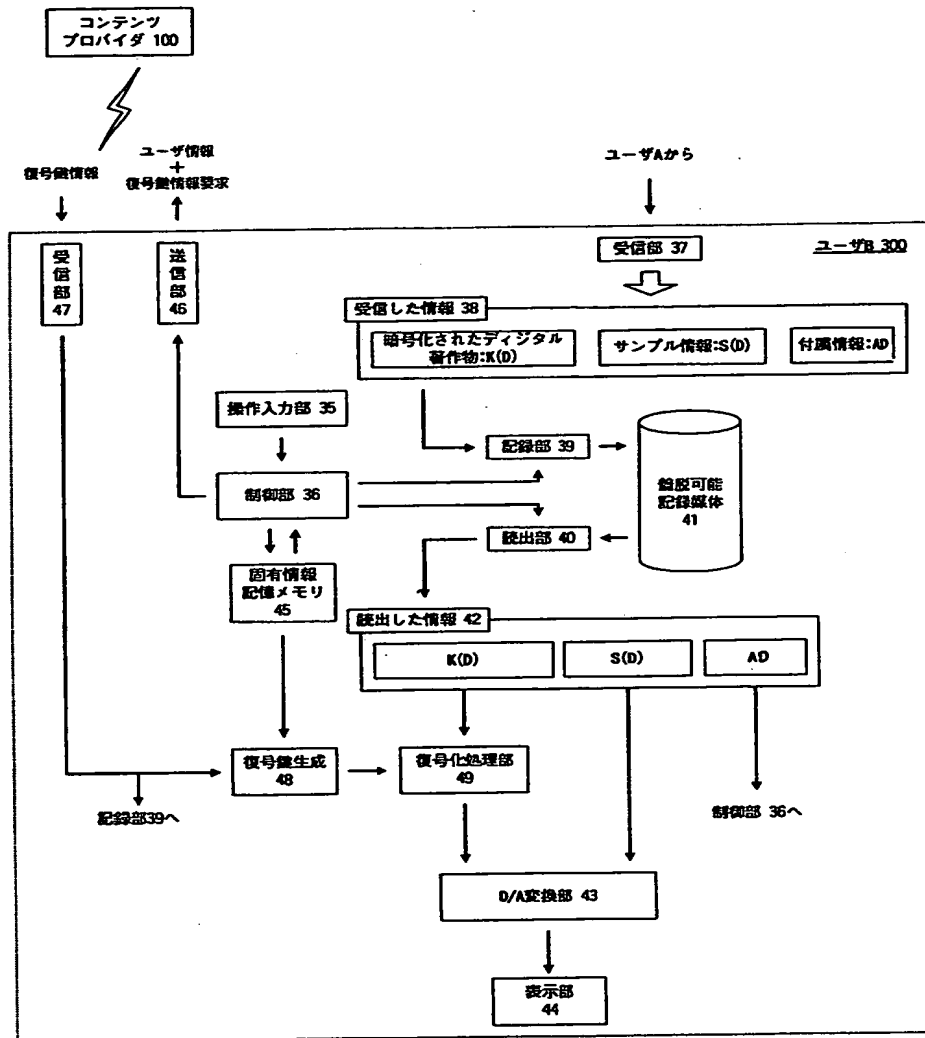 コンテンツ
プロバイダ 100
復号鍵情報
ユーザ情報
+
復号鍵情報要求
ユーザAから
ユーザB 300
受信部 47
送信部 46
受信部 37
受信した情報 38
暗号化されたディジタル
著作物:K(D)
サンプル情報:S(D)
付属情報:AD
操作入力部 35
記録部 39
制御部 36
着脱可能
記録媒体
41
読出部 40
固有情報
記憶メモリ
45
読出した情報 42
K(D)
S(D)
AD
復号鍵生成
48
復号化処理部
49
記録部39へ
制御部 36へ
D/A変換部 43
表示部
44